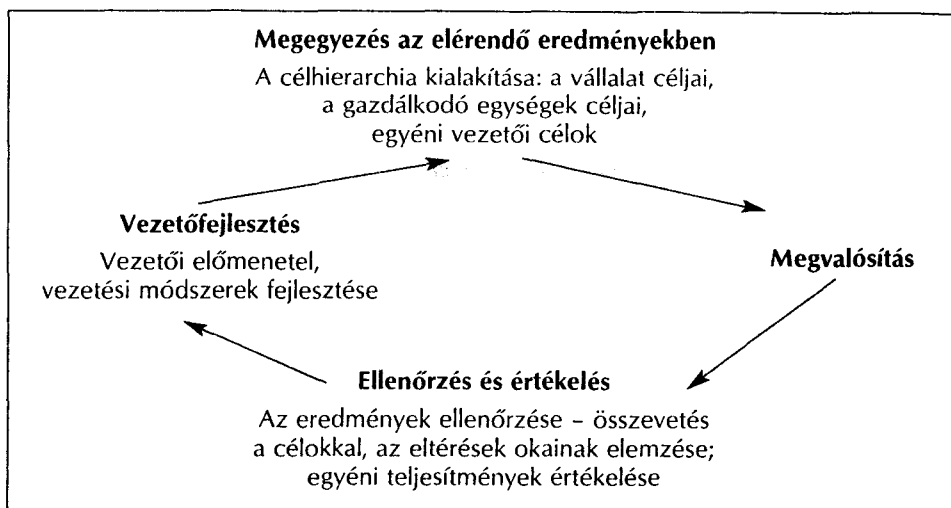 Megegyezés az elérendő eredményekben
A célhierarchia kialakítása: a vállalat céljai,
a gazdálkodó egységek céljai,
egyéni vezetői célok
Vezetőfejlesztés
Vezetői előmenetel,
vezetési módszerek fejlesztése
Megvalósítás
Ellenőrzés és értékelés
Az eredmények ellenőrzése – összevetés
a célokkal, az eltérések okainak elemzése;
egyéni teljesítmények értékelése